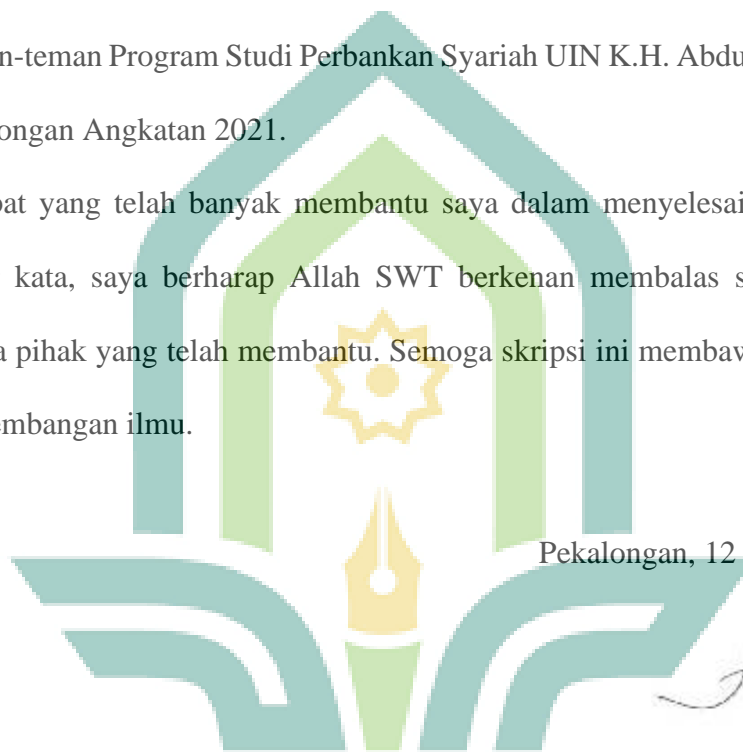 n-teman Program Studi Perbankan Syariah UIN K.H. Abdu
ongan Angkatan 2021.
at yang telah banyak membantu saya dalam menyelesai
kata, saya berharap Allah SWT berkenan membalas s
a pihak yang telah membantu. Semoga skripsi ini membaw
embangan ilmu.
Pekalongan, 12